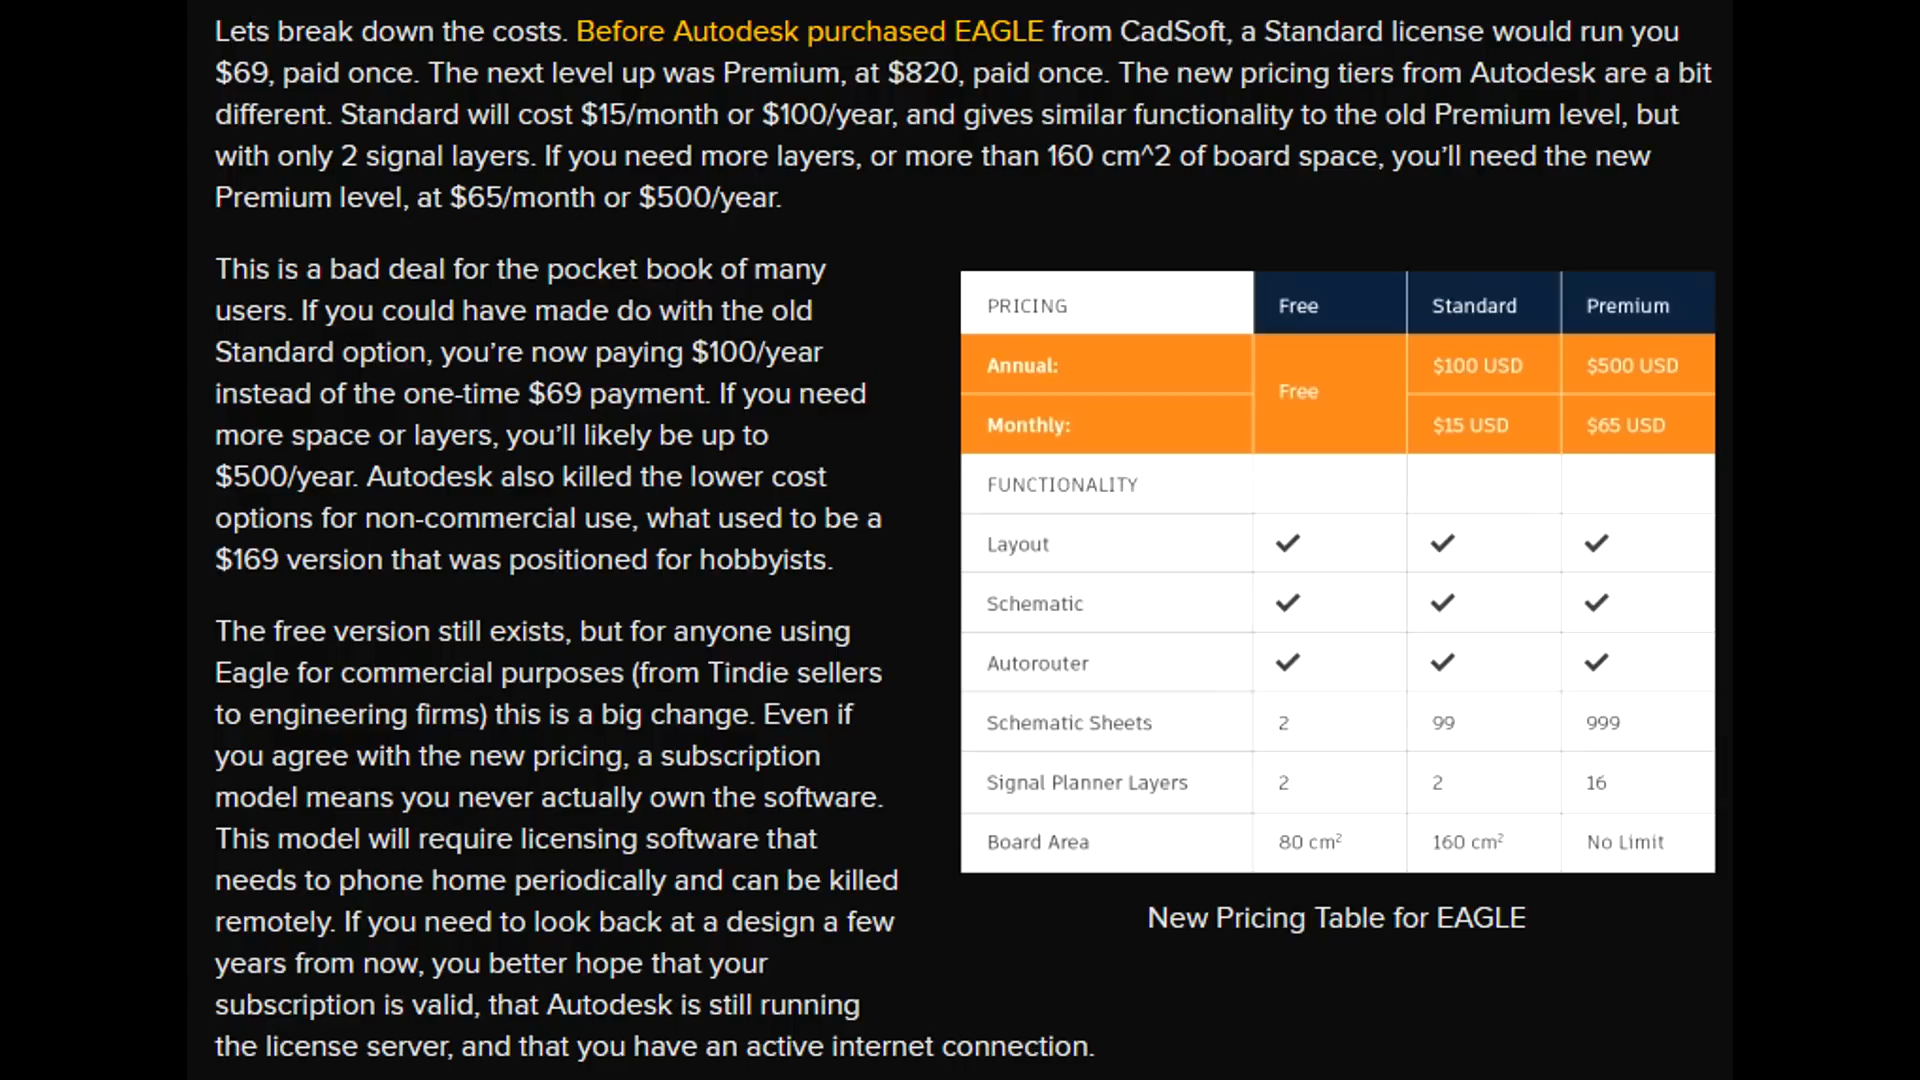 Lets break down the costs. Before Autodesk purchased EAGLE from CadSoft, a Standard license would run you
$69, paid once. The next level up was Premium, at $820, paid once. The new pricing tiers from Autodesk are a bit
different. Standard will cost $15/month or $100/year, and gives similar functionality to the old Premium level, but
with only 2 signal layers. If you need more layers, or more than 160 cm^2 of board space, you’ll need the new
Premium level, at $65/month or $500/year.
This is a bad deal for the pocket book of many
users. If you could have made do with the old
Standard option, you’re now paying $100/year
instead of the one-time $69 payment. If you need
more space or layers, you’ll likely be up to
$500/year. Autodesk also killed the lower cost
options for non-commercial use, what used to be a
$169 version that was positioned for hobbyists.
The free version still exists, but for anyone using
Eagle for commercial purposes (from Tindie sellers
to engineering firms) this is a big change. Even if
you agree with the new pricing, a subscription
model means you never actually own the software.
This model will require licensing software that
needs to phone home periodically and can be killed
remotely. If you need to look back at a design a few
years from now, you better hope that your
subscription is valid, that Autodesk is still running
the license server, and that you have an active internet connection.
PRICING Free Standard Premium
Annual: Free $100 USD $500 USD
Monthly: $15 USD $65 USD
FUNCTIONALITY
Layout ✓ ✓ ✓
Schematic ✓ ✓ ✓
Autorouter ✓ ✓ ✓
Schematic Sheets 2 99 999
Signal Planner Layers 2 2 16
Board Area 80 cm² 160 cm² No Limit
New Pricing Table for EAGLE